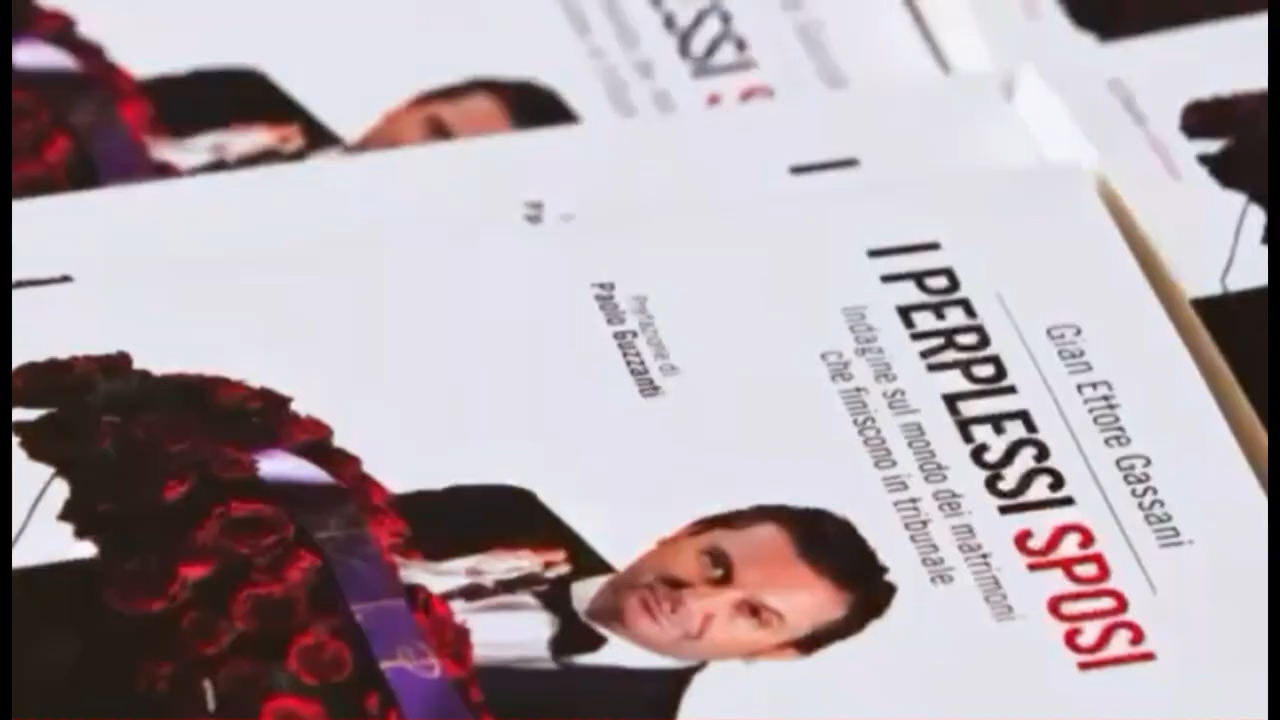 Gian Ettore Gassani
I PERPLESSI SPOSI
Indagine sul mondo dei matrimoni
che finiscono in tribunale
Prefazione di
Paolo Guzzanti